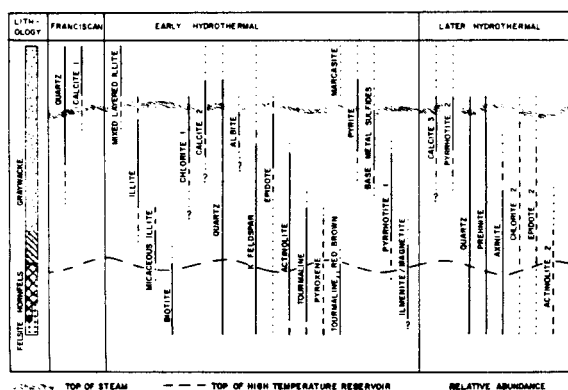 LITH-
OLOGY
FRANCISCAN
EARLY HYDROTHERMAL
LATER HYDROTHERMAL
GRAYWACKE
HORNFELS
FELSITE
QUARTZ
CALCITE 1
MIXED LAYERED ILLITE
ILLITE
MICACEOUS ILLITE
BIOTITE
CHLORITE 1
CALCITE 2
QUARTZ
ALBITE
K FELDSPAR
EPIDOTE
ACTINOLITE
TOURMALINE
PYROXENE
TOURMALINE, RED BROWN
MARCASITE
PYRITE
BASE METAL SULFIDES
PYRRHOTITE 1
ILMENITE/MAGNETITE
CALCITE 3
PYRRHOTITE 2
QUARTZ
PREHNITE
AXINITE
CHLORITE 2
EPIDOTE 2
ACTINOLITE 2
TOP OF STEAM
TOP OF HIGH TEMPERATURE RESERVOIR
RELATIVE ABUNDANCE